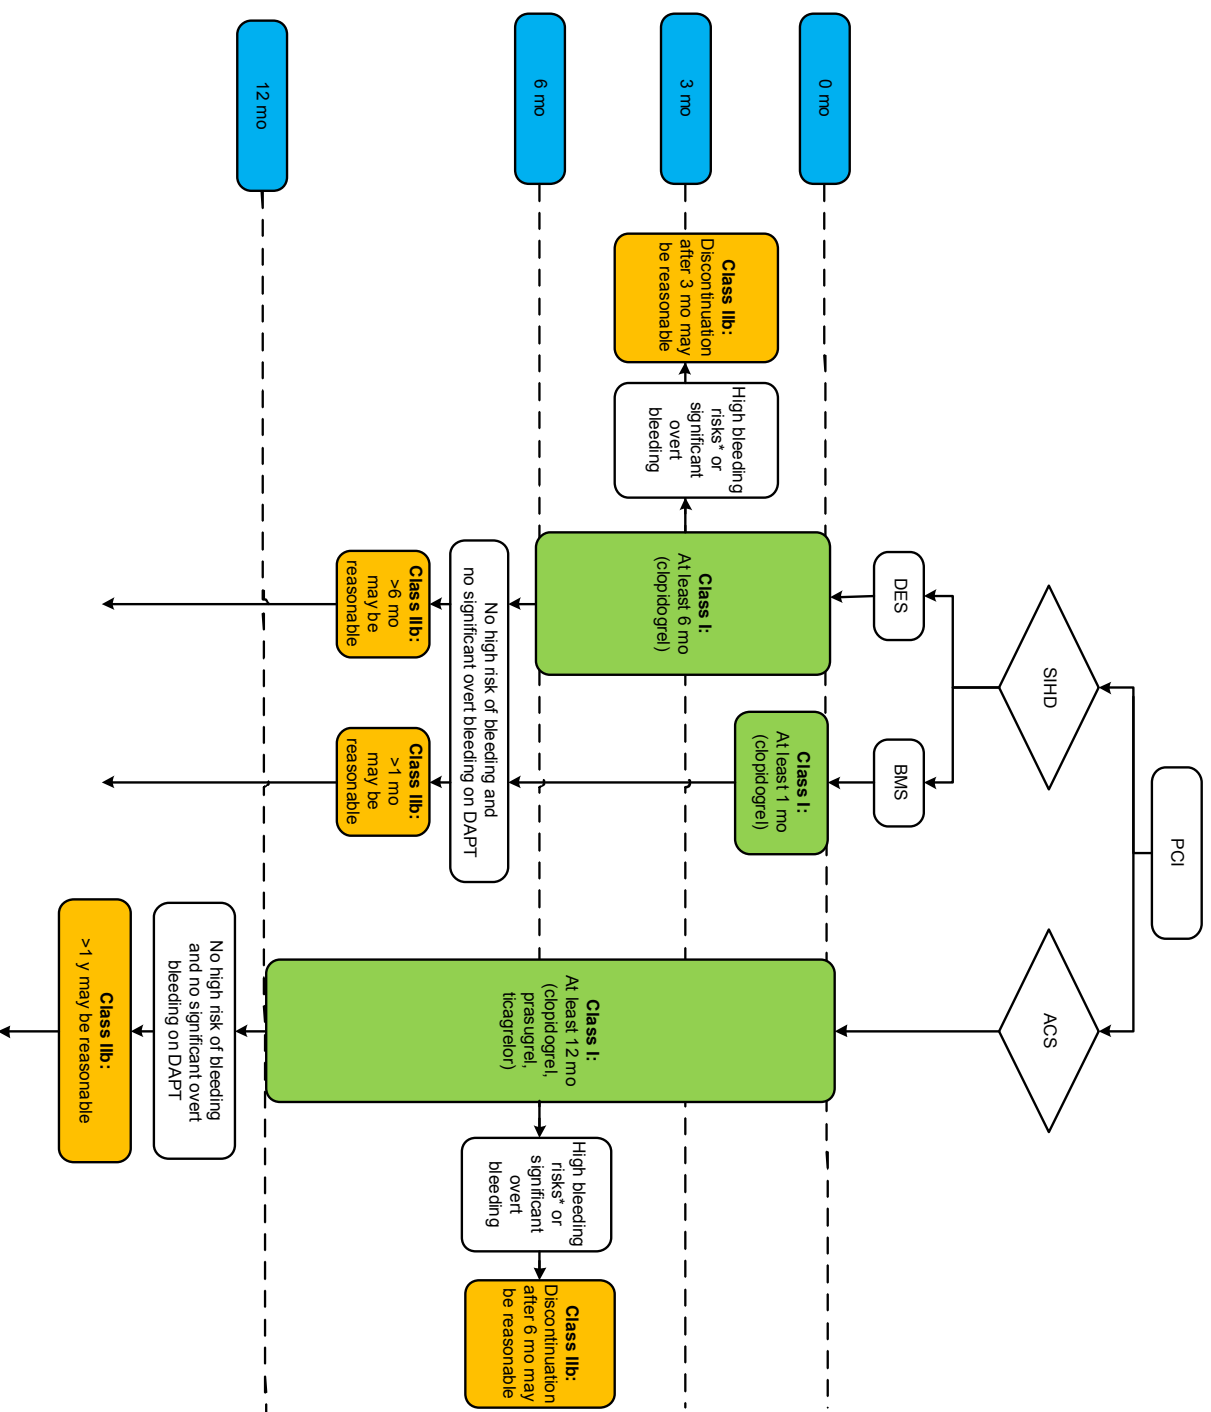 PCI
SIHD
ACS
DES
BMS
0 mo
3 mo
6 mo
12 mo
Class I:
At least 6 mo
(clopidogrel)
Class I:
At least 1 mo
(clopidogrel)
Class I:
At least 12 mo
(clopidogrel,
prasugrel,
ticagrelor)
High bleeding
risks* or
significant
overt
bleeding
Class IIb:
Discontinuation
after 3 mo may
be reasonable
High bleeding
risks* or
significant
overt
bleeding
Class IIb:
Discontinuation
after 6 mo may
be reasonable
No high risk of bleeding and
no significant overt bleeding on DAPT
Class IIb:
>6 mo
may be
reasonable
Class IIb:
>1 mo
may be
reasonable
No high risk of bleeding
and no significant overt
bleeding on DAPT
Class IIb:
>1 y may be reasonable